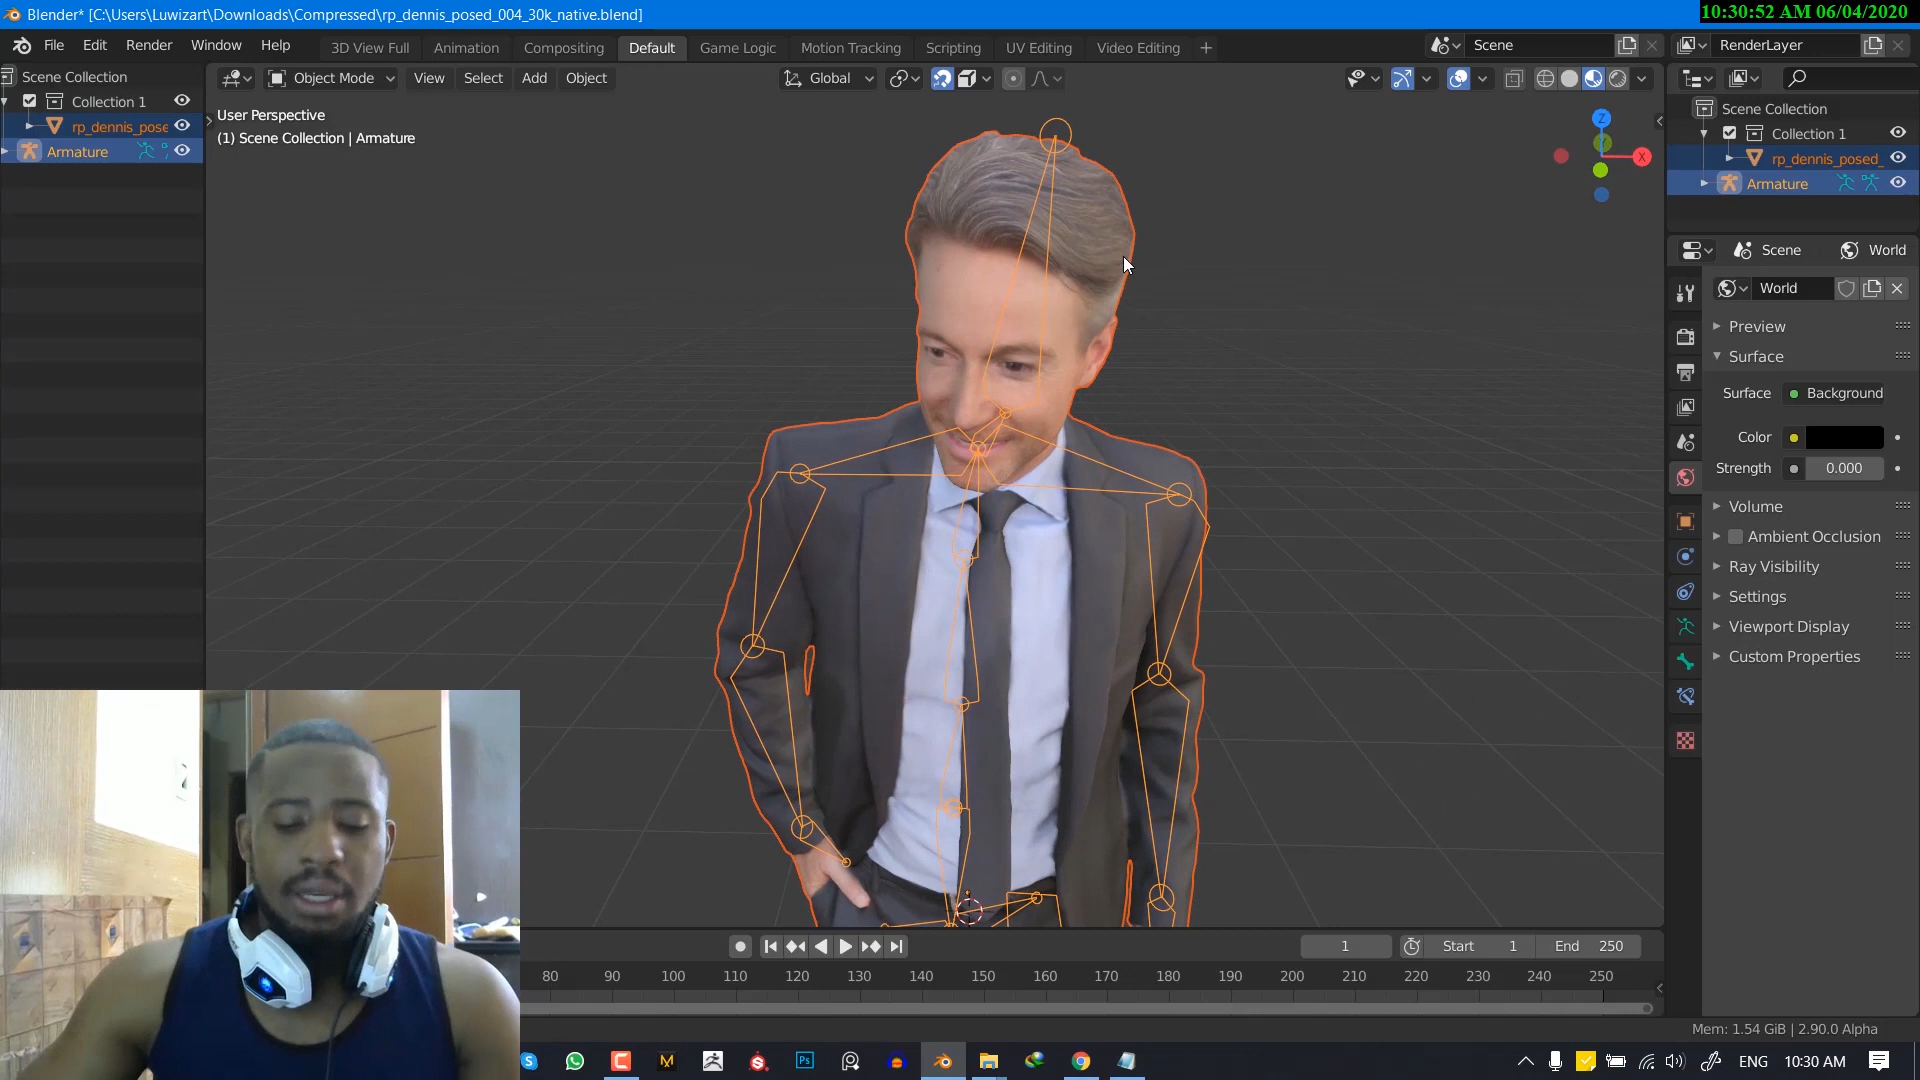 Blender* [C:\Users\Luwizart\Downloads\Compressed\rp_dennis_posed_004_30k_native.blend]
10:30:52 AM 06/04/2020
File Edit Render Window Help
3D View Full Animation Compositing Default Game Logic Motion Tracking Scripting UV Editing Video Editing +
Scene
RenderLayer
Scene Collection
Collection 1
rp_dennis_pose
Armature
Object Mode View Select Add Object
Global
User Perspective
(1) Scene Collection | Armature
Z
X
Scene Collection
Collection 1
rp_dennis_posed_
Armature
Scene World
World
Preview
Surface
Surface Background
Color
Strength 0.000
Volume
Ambient Occlusion
Ray Visibility
Settings
Viewport Display
Custom Properties
1 Start 1 End 250
80 90 100 110 120 130 140 150 160 170 180 190 200 210 220 230 240 250
Mem: 1.54 GiB | 2.90.0 Alpha
Ps
ENG 10:30 AM